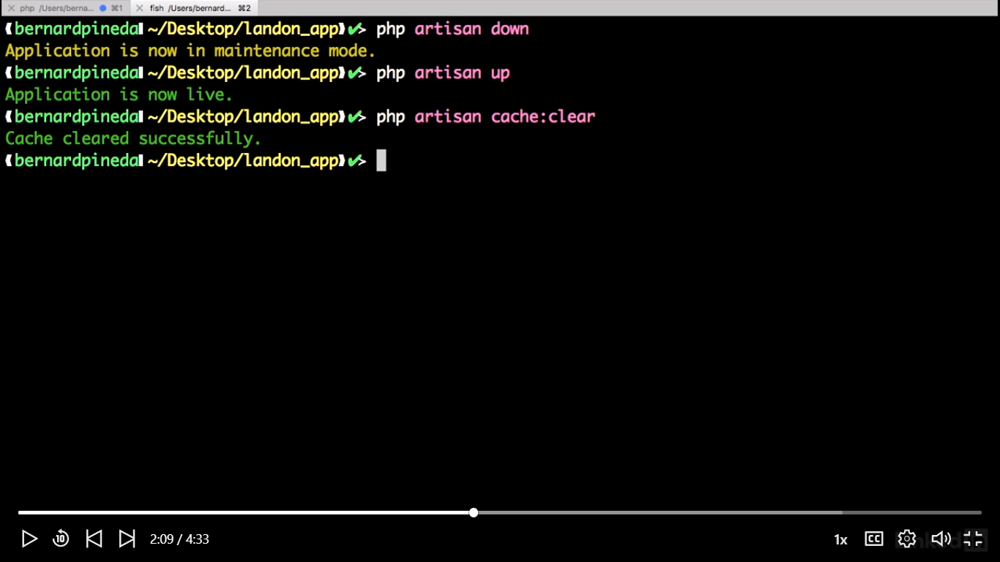 php /Users/berna... ⌘1 fish /Users/bernard... ⌘2
bernardpineda ~/Desktop/landon_app ✔> php artisan down
Application is now in maintenance mode.
bernardpineda ~/Desktop/landon_app ✔> php artisan up
Application is now live.
bernardpineda ~/Desktop/landon_app ✔> php artisan cache:clear
Cache cleared successfully.
bernardpineda ~/Desktop/landon_app ✔>
10 2:09 / 4:33 1x CC